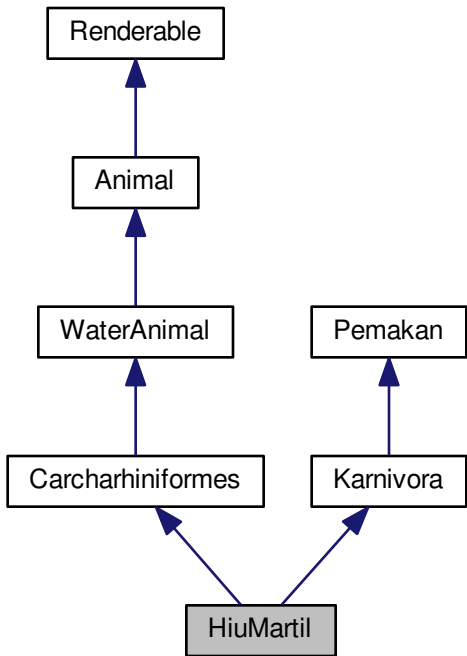 Renderable
Animal
WaterAnimal
Pemakan
Carcharhiniformes
Karnivora
HiuMartil